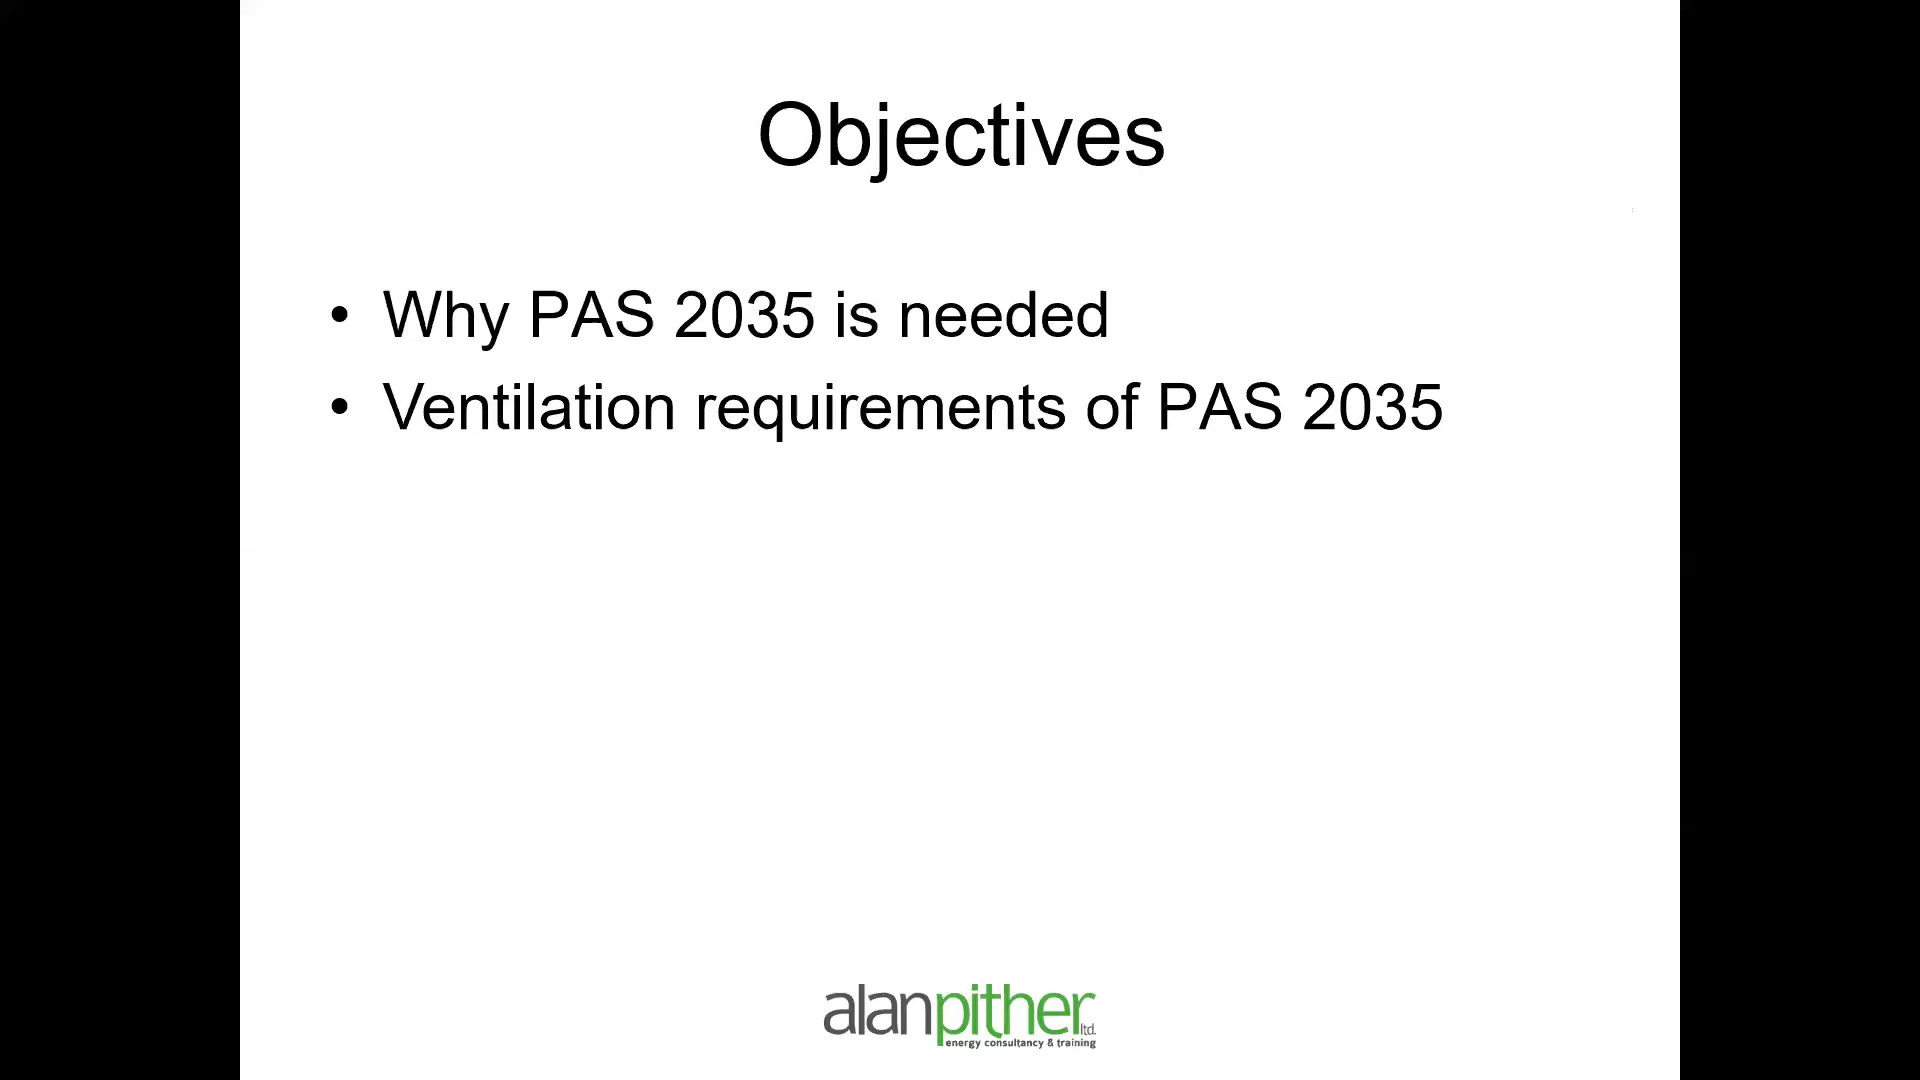 Objectives
• Why PAS 2035 is needed
• Ventilation requirements of PAS 2035
alanpither ltd.
energy consultancy & training